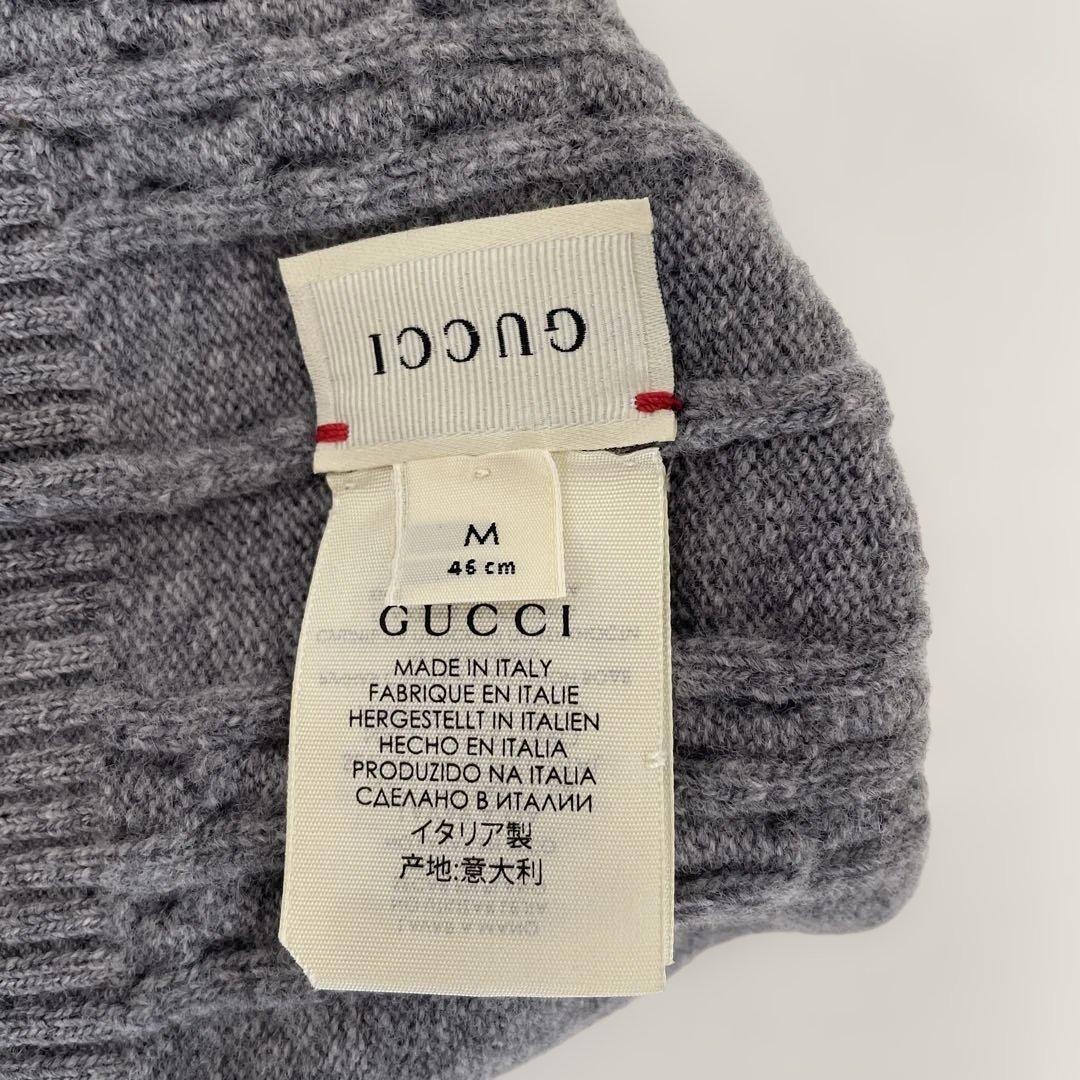 GUCCI
M
46 cm
GUCCI
MADE IN ITALY
FABRIQUE EN ITALIE
HERGESTELLT IN ITALIEN
HECHO EN ITALIA
PRODUZIDO NA ITALIA
СДЕЛАНО В ИТАЛИИ
イタリア製
产地:意大利